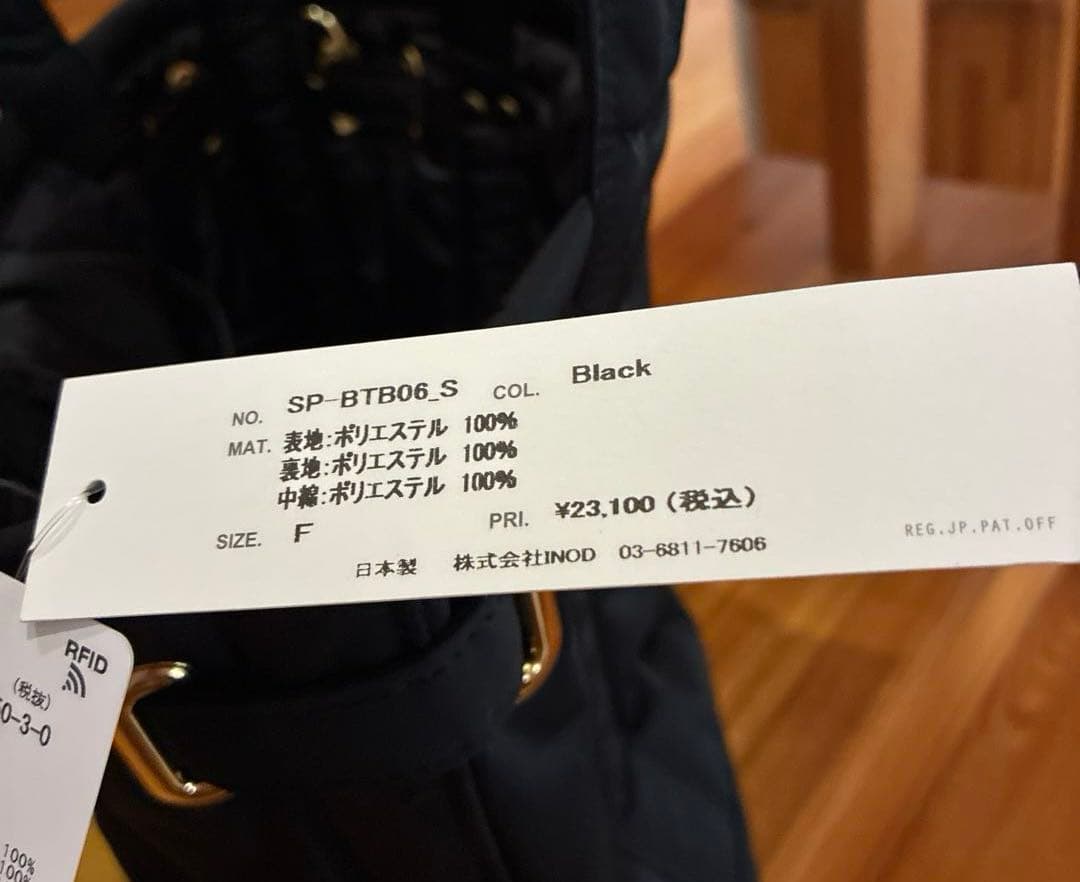 NO. SP-BTB06_S COL. Black
MAT. 表地:ポリエステル 100%
裏地:ポリエステル 100%
中綿:ポリエステル 100%
SIZE. F PRI. ¥23,100(税込)
日本製 株式会社INOD 03-6811-7606
REG.JP.PAT.OFF
RFID
(税抜)
0-3-0
100%
100%